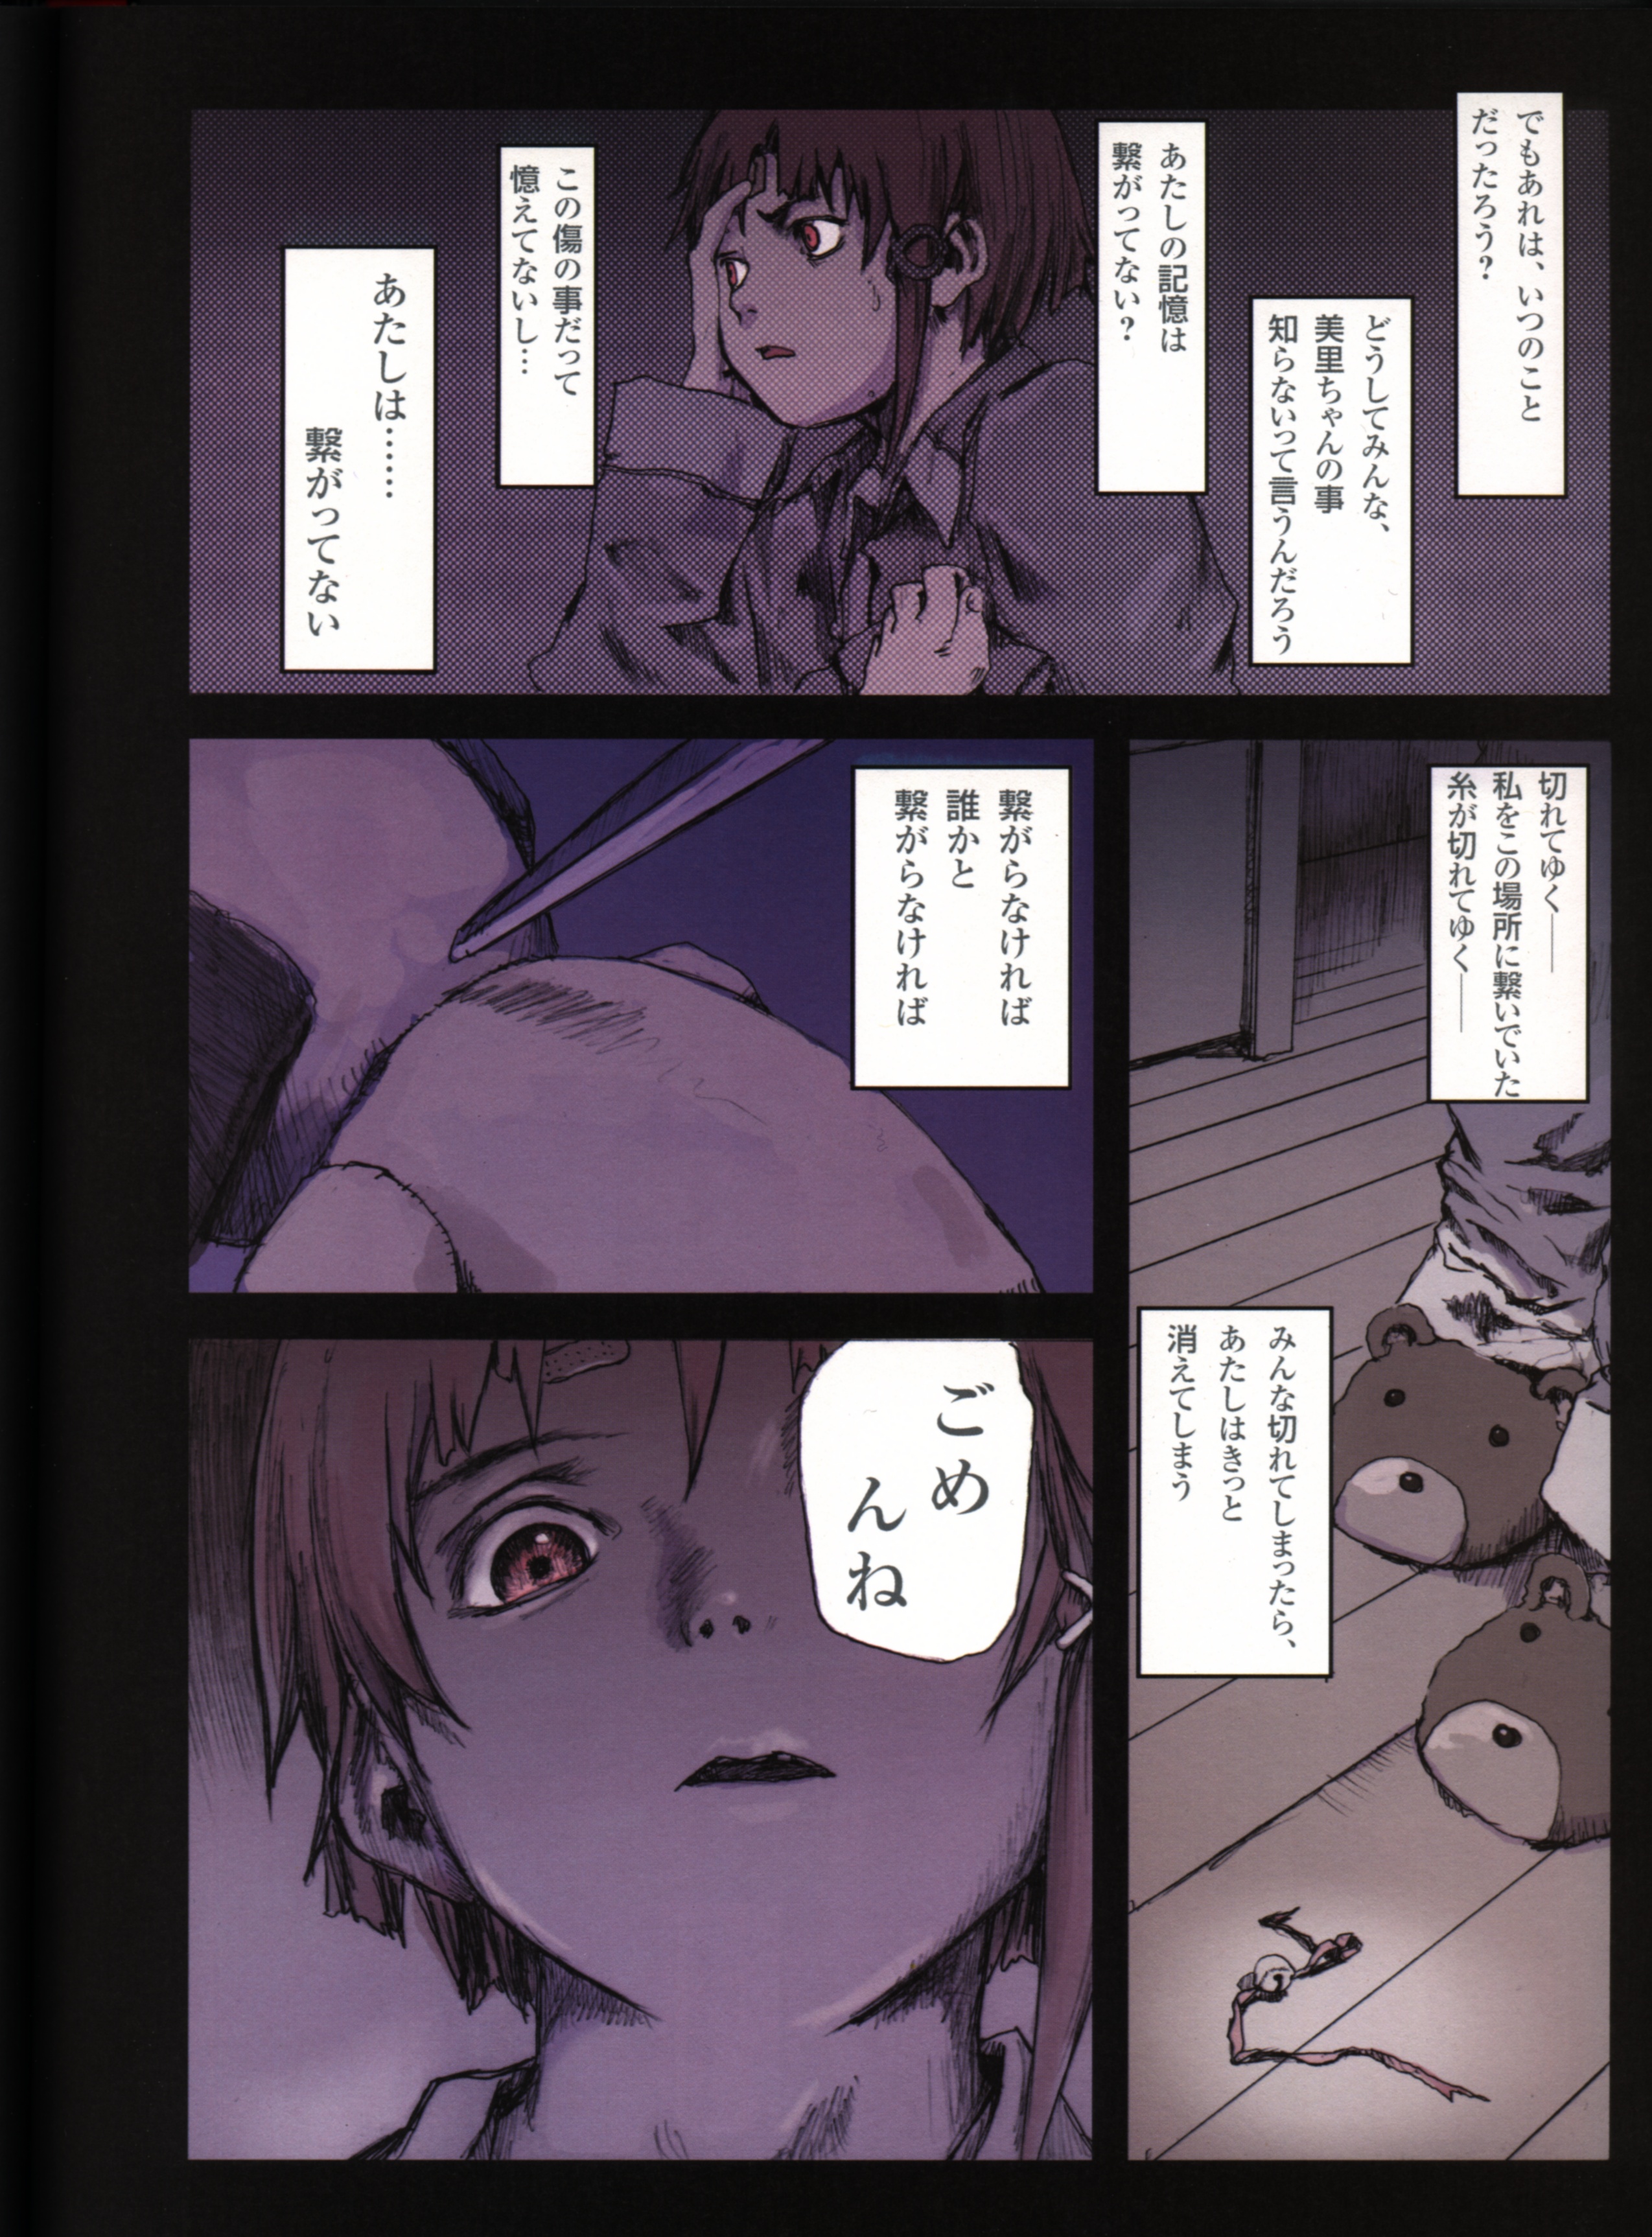 でもあれは、いつのこと
だったろう？
どうしてみんな、
美里ちゃんの事
知らないって言うんだろう
あたしの記憶は
繋がってない？
この傷の事だって
憶えてないし…
あたしは……
繋がってない
切れてゆく――
私をこの場所に繋いでいた
糸が切れてゆく――
みんな切れてしまったら、
あたしはきっと
消えてしまう
繋がらなければ
誰かと
繋がらなければ
ごめ
んね